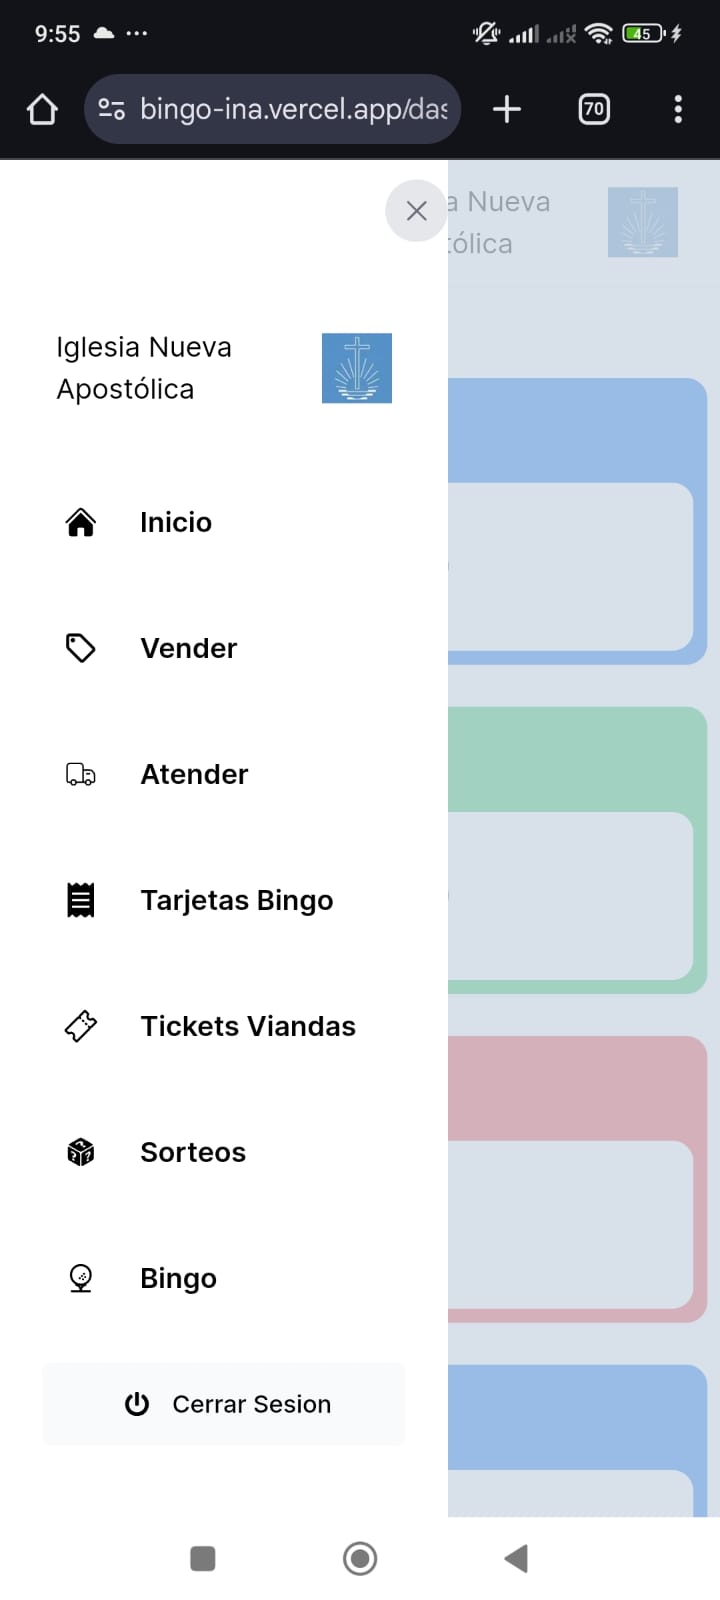 9:55
45
bingo-ina.vercel.app/das
70
a Nueva
ólica
Iglesia Nueva
Apostólica
Inicio
Vender
Atender
Tarjetas Bingo
Tickets Viandas
Sorteos
Bingo
Cerrar Sesion